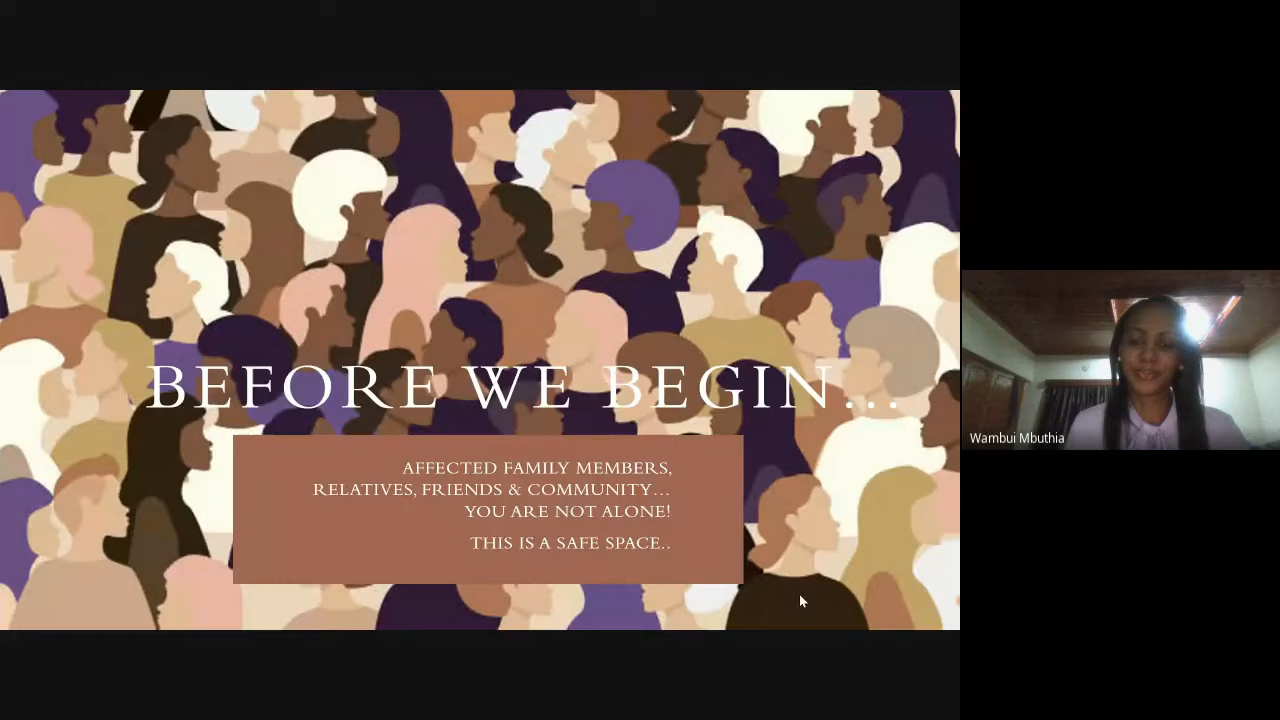 BEFORE WE BEGIN...
AFFECTED FAMILY MEMBERS,
RELATIVES, FRIENDS & COMMUNITY...
YOU ARE NOT ALONE!
THIS IS A SAFE SPACE..
Wambui Mbuthia